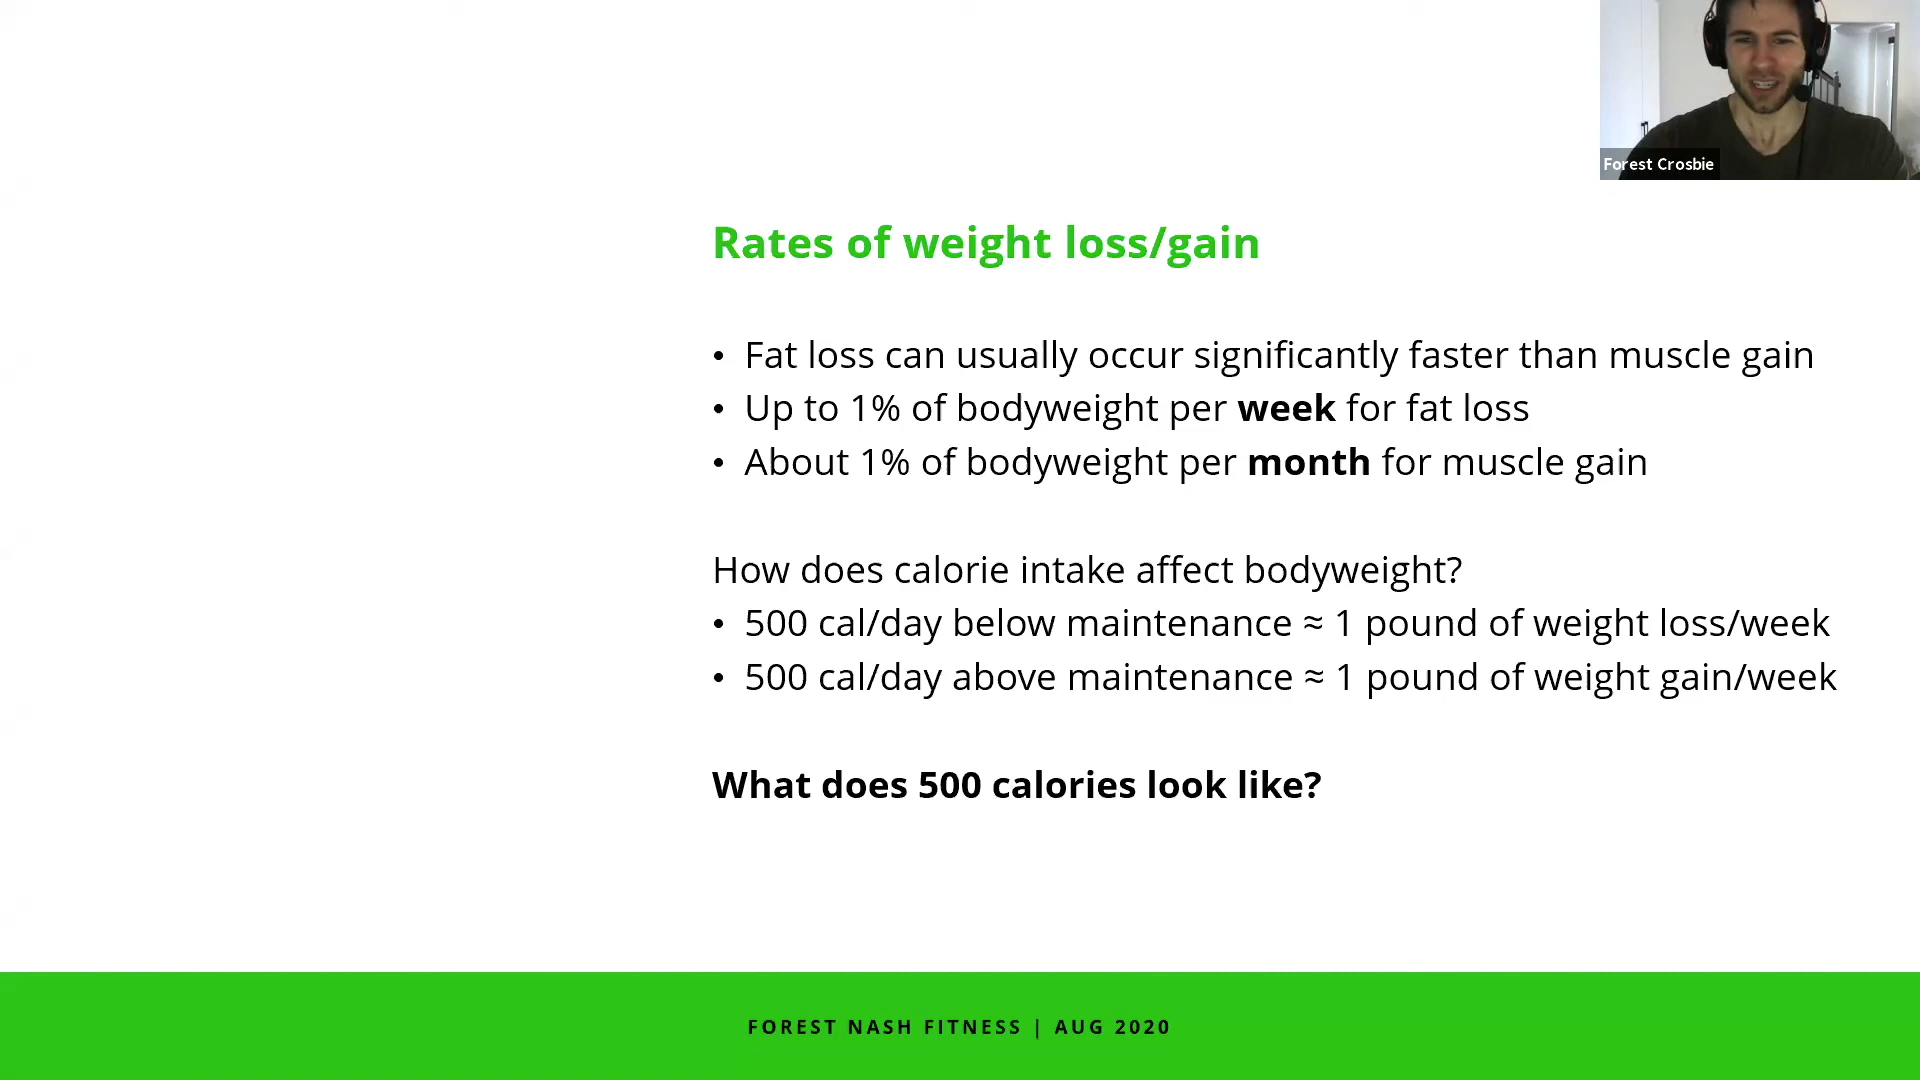 Forest Crosbie
Rates of weight loss/gain
• Fat loss can usually occur significantly faster than muscle gain
• Up to 1% of bodyweight per week for fat loss
• About 1% of bodyweight per month for muscle gain
How does calorie intake affect bodyweight?
• 500 cal/day below maintenance ≈ 1 pound of weight loss/week
• 500 cal/day above maintenance ≈ 1 pound of weight gain/week
What does 500 calories look like?
FOREST NASH FITNESS | AUG 2020